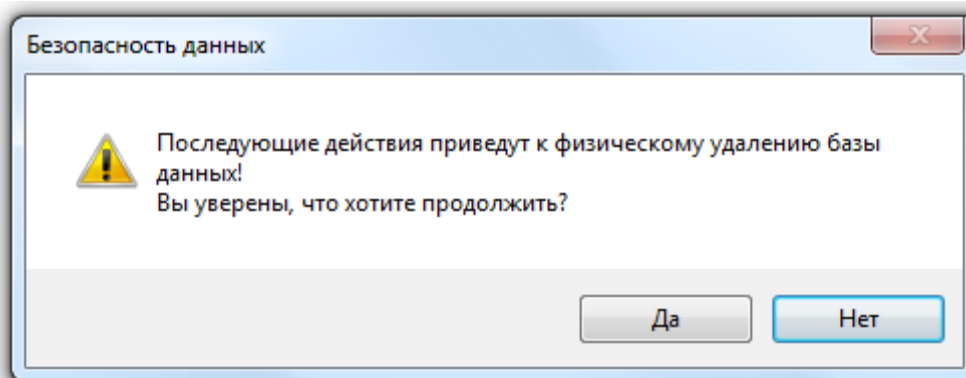 Безопасность данных
Последующие действия приведут к физическому удалению базы
данных!
Вы уверены, что хотите продолжить?
Да
Нет